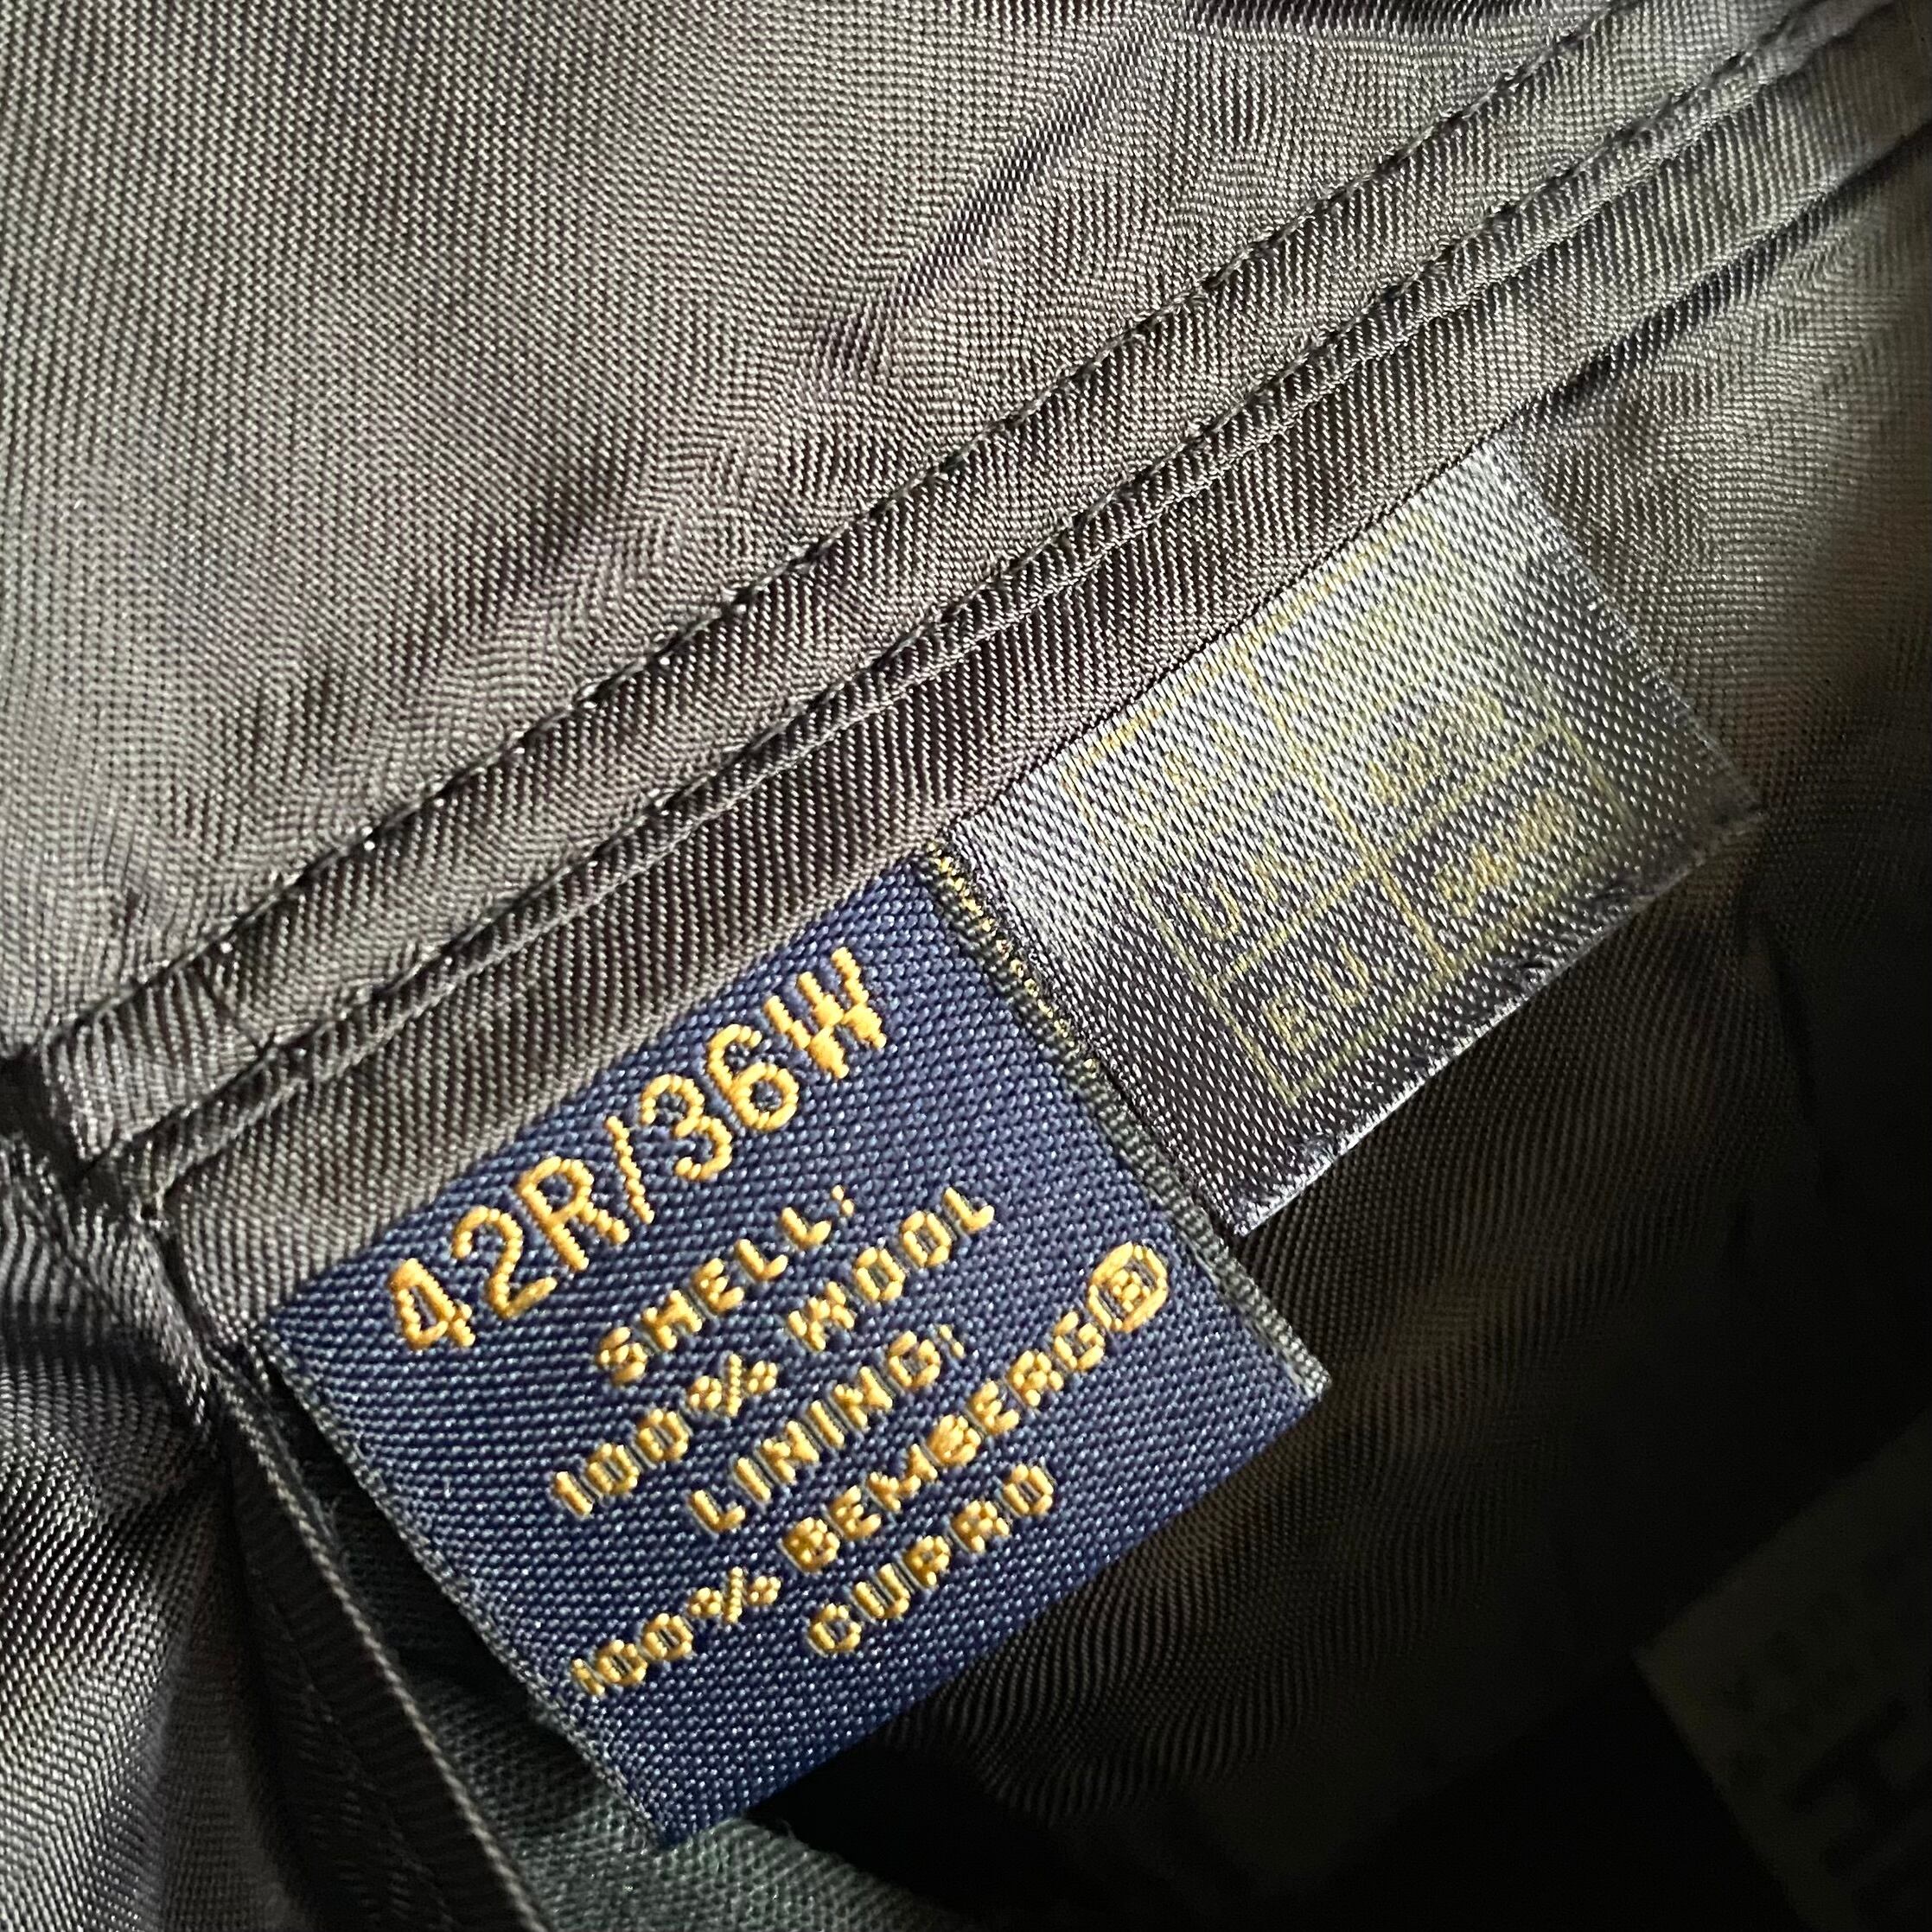 42R/36W
SHELL:
100% WOOL
LINING:
100% BEMBERG®
CUPRO
U.K.
E.U.